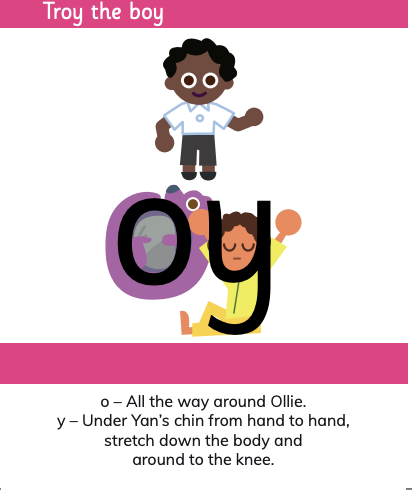 Troy the boy
oy
o – All the way around Ollie.
y – Under Yan’s chin from hand to hand,
stretch down the body and
around to the knee.